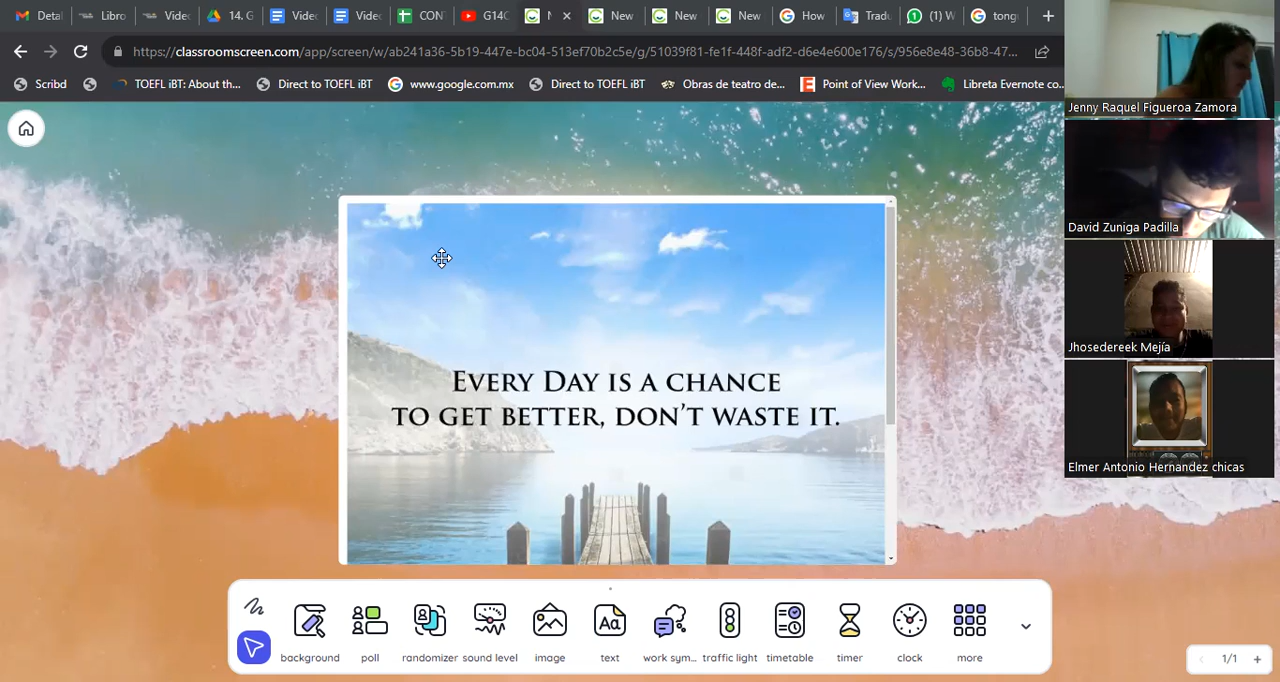 Detal
Libro
Videc
14. G
Vide
Vide
CON
G14C
New
New
New
How
Tradu
(1) W
tong
https://classroomscreen.com/app/screen/w/ab241a36-5b19-447e-bc04-513ef70b2c5e/g/51039f81-fe1f-448f-adf2-d6e4e600e176/s/956e8e48-36b8-47...
Scribd
TOEFL iBT: About th...
Direct to TOEFL iBT
www.google.com.mx
Direct to TOEFL iBT
Obras de teatro de...
Point of View Work...
Libreta Evernote co...
Jenny Raquel Figueroa Zamora
David Zuniga Padilla
Jhosedereek Mejía
Elmer Antonio Hernandez chicas
EVERY DAY IS A CHANCE
TO GET BETTER, DON'T WASTE IT.
background
poll
randomizer
sound level
image
text
work sym...
traffic light
timetable
timer
clock
more
1/1